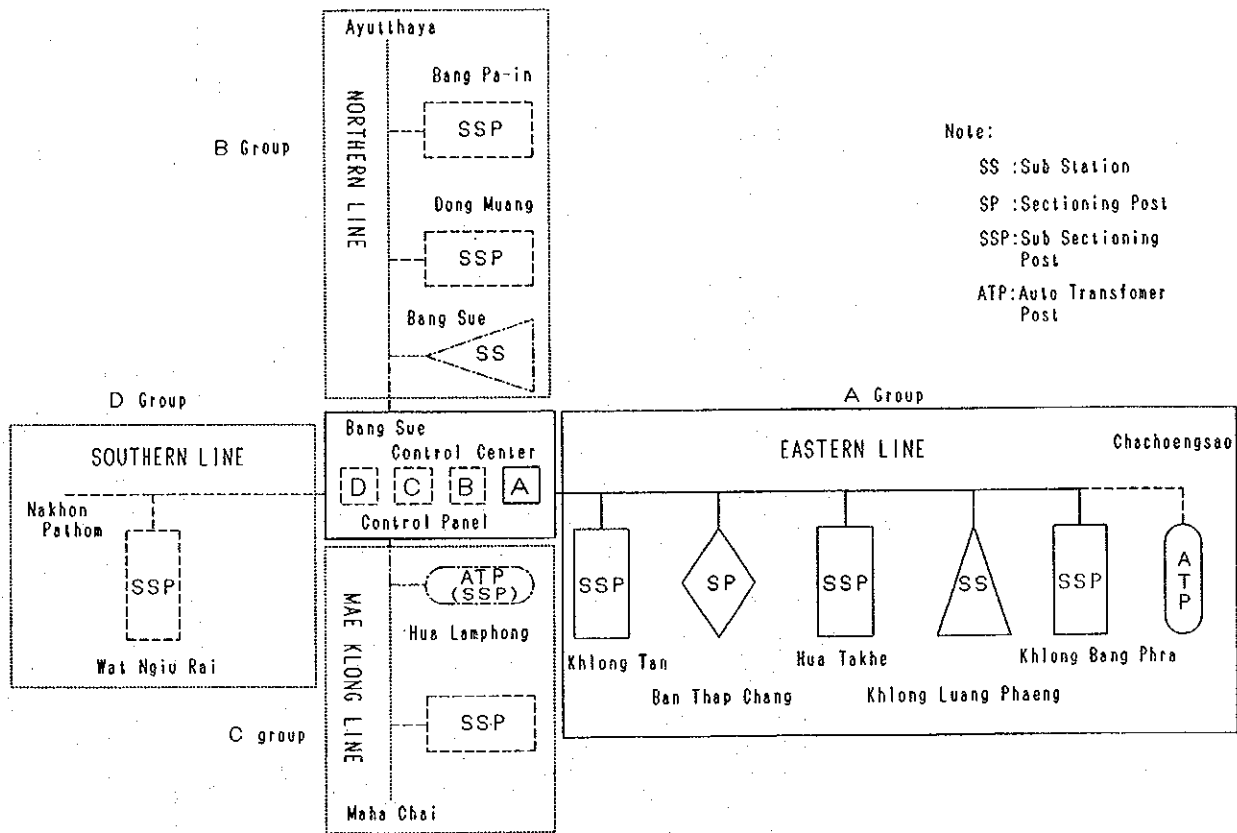 Ayutthaya
NORTHERN LINE
B Group
Bang Pa-in
SSP
Dong Muang
SSP
Bang Sue
SS
Note:
SS :Sub Station
SP :Sectioning Post
SSP:Sub Sectioning
Post
ATP:Auto Transfomer
Post
D Group
SOUTHERN LINE
Nakhon
Pathom
SSP
Wat Ngiu Rai
Bang Sue
Control Center
D C B A
Control Panel
A Group
EASTERN LINE
Chachoengsao
SSP
SP
SSP
SS
SSP
ATP
Khlong Tan
Ban Thap Chang
Hua Takhe
Khlong Luang Phaeng
Khlong Bang Phra
C group
MAE KLONG LINE
ATP
(SSP)
Hua Lamphong
SSP
Maha Chai